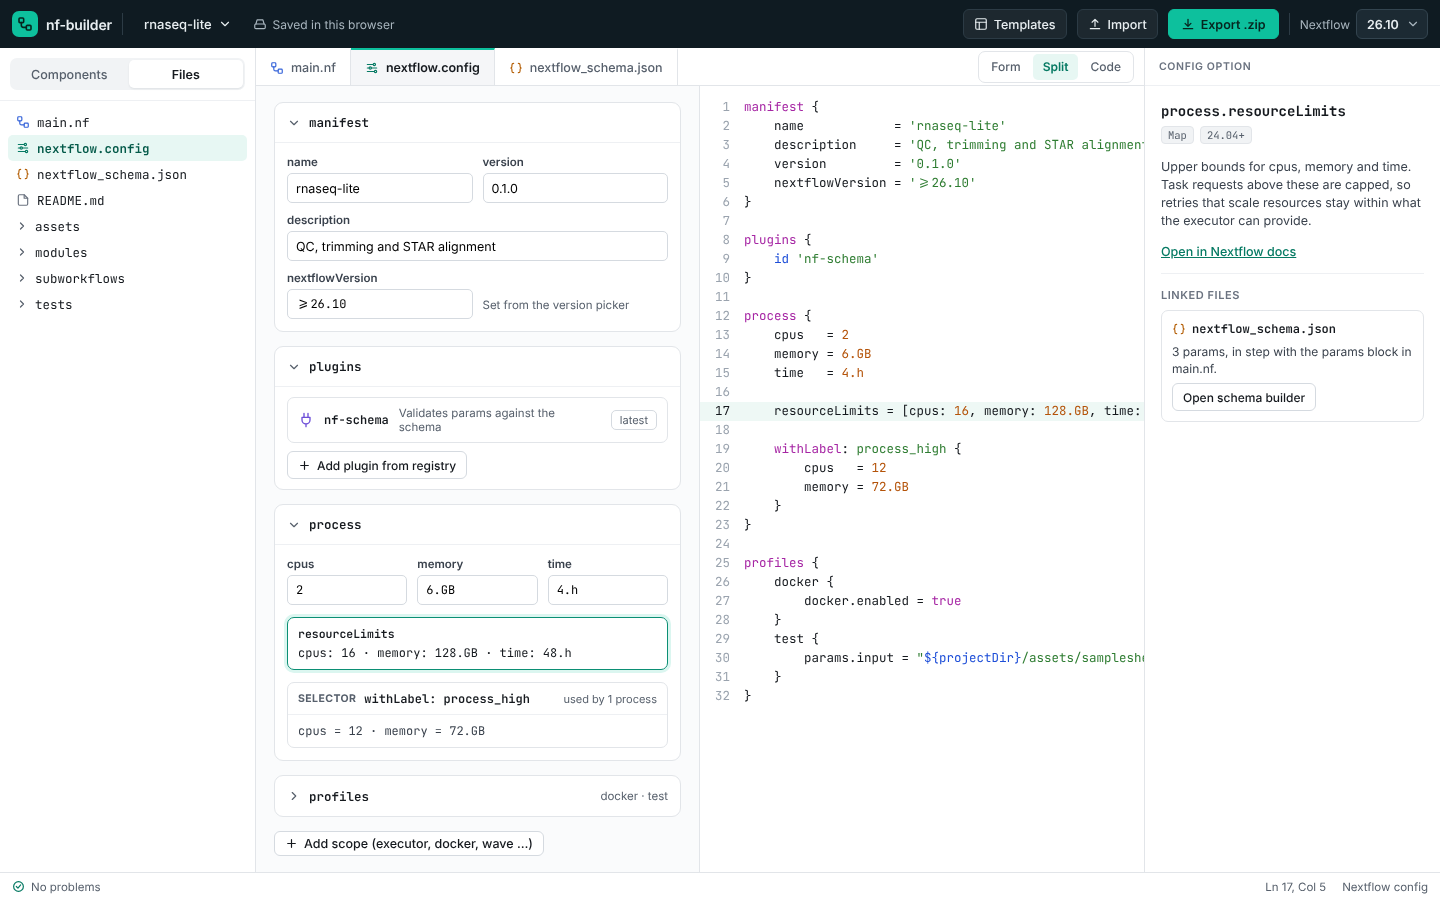 nf-builder
rnaseq-lite
Saved in this browser
Templates
Import
Export .zip
Nextflow
26.10
Components
Files
main.nf
nextflow.config
nextflow_schema.json
README.md
assets
modules
subworkflows
tests
main.nf
nextflow.config
nextflow_schema.json
Form
Split
Code
manifest
name
version
rnaseq-lite
0.1.0
description
QC, trimming and STAR alignment
nextflowVersion
>=26.10
Set from the version picker
plugins
nf-schema
Validates params against the
schema
latest
Add plugin from registry
process
cpus
memory
time
2
6.GB
4.h
resourceLimits
cpus: 16 · memory: 128.GB · time: 48.h
SELECTOR withLabel: process_high
used by 1 process
cpus = 12 · memory = 72.GB
profiles
docker · test
Add scope (executor, docker, wave ...)
1 manifest {
2 name = 'rnaseq-lite'
3 description = 'QC, trimming and STAR alignment
4 version = '0.1.0'
5 nextflowVersion = '>=26.10'
6 }
7
8 plugins {
9 id 'nf-schema'
10 }
11
12 process {
13 cpus = 2
14 memory = 6.GB
15 time = 4.h
16
17 resourceLimits = [cpus: 16, memory: 128.GB, time:
18
19 withLabel: process_high {
20 cpus = 12
21 memory = 72.GB
22 }
23 }
24
25 profiles {
26 docker {
27 docker.enabled = true
28 }
29 test {
30 params.input = "${projectDir}/assets/sampleshe
31 }
32 }
CONFIG OPTION
process.resourceLimits
Map
24.04+
Upper bounds for cpus, memory and time.
Task requests above these are capped, so
retries that scale resources stay within what
the executor can provide.
Open in Nextflow docs
LINKED FILES
nextflow_schema.json
3 params, in step with the params block in
main.nf.
Open schema builder
No problems
Ln 17, Col 5
Nextflow config